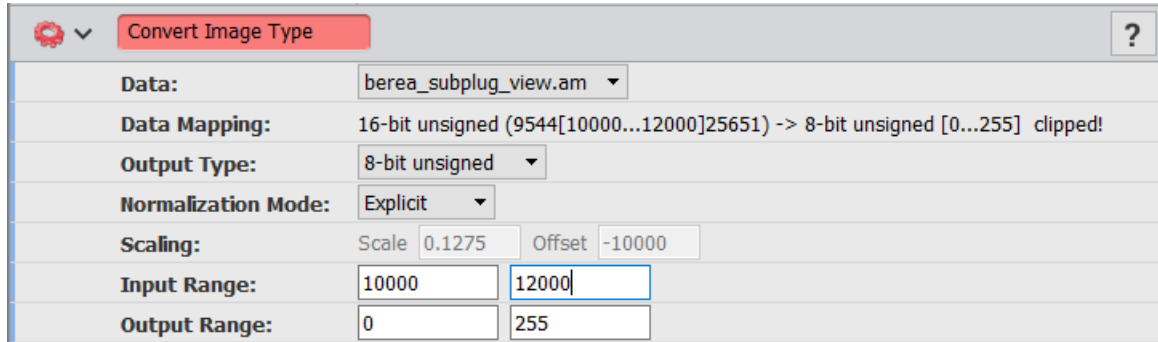 Convert Image Type ?
Data: berea_subplug_view.am
Data Mapping: 16-bit unsigned (9544[10000...12000]25651) -> 8-bit unsigned [0...255] clipped!
Output Type: 8-bit unsigned
Normalization Mode: Explicit
Scaling: Scale 0.1275 Offset -10000
Input Range: 10000 12000
Output Range: 0 255